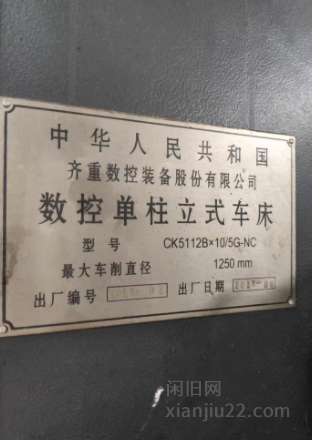 中华人民共和国
齐重数控装备股份有限公司
数控单柱立式车床
型号 CK5112B×10/5G-NC
最大车削直径 1250 mm
出厂编号 出厂日期
闲旧网
xianjiu22.com